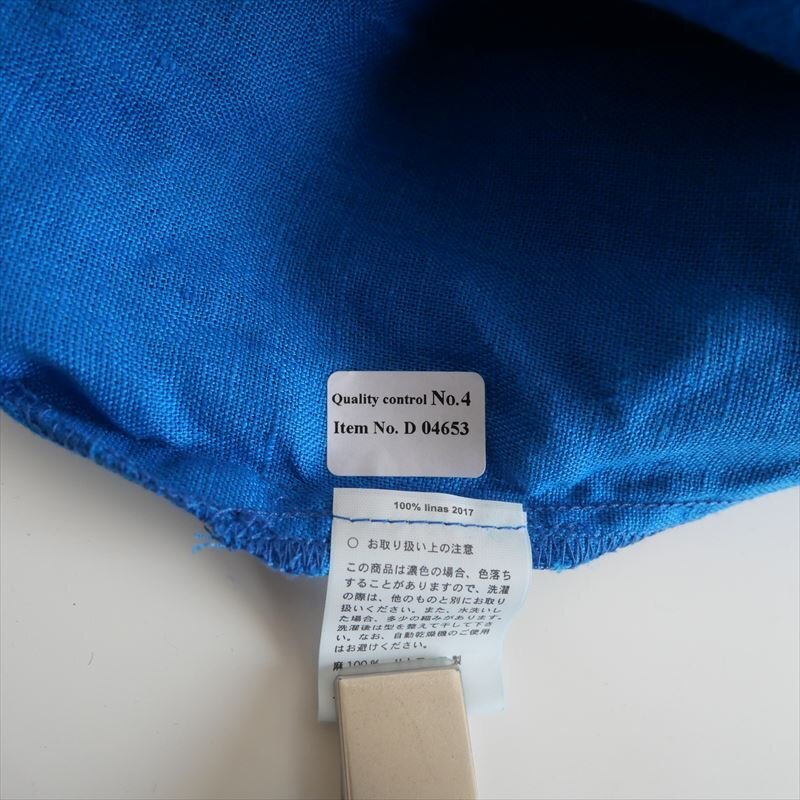 Quality control No.4
Item No. D 04653
100% linas 2017
○ お取り扱い上の注意
この商品は濃色の場合、色落ち
することがありますので、洗濯
の際は、他のものと別にお取り
扱いください。また、水洗いし
た場合、多少の縮みがあります。
洗濯後は型を整えて干して下さ
い。なお、自動乾燥機のご使用
はお避けください。
麻100% 製